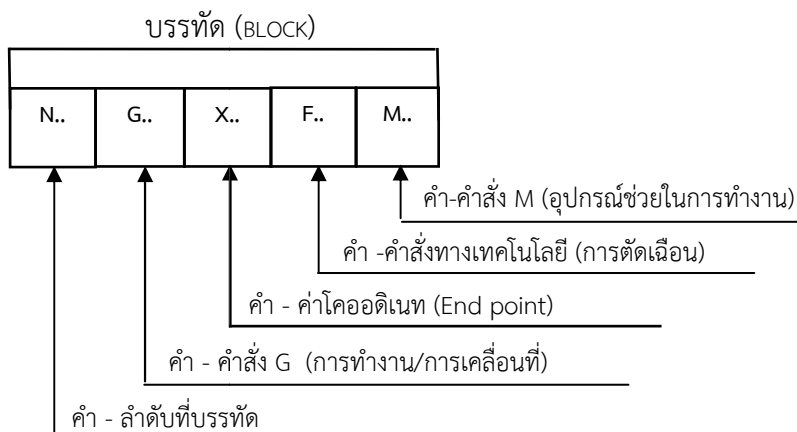 บรรทัด (BLOCK)
N.. G.. X.. F.. M..
คำ-คำสั่ง M (อุปกรณ์ช่วยในการทำงาน)
คำ -คำสั่งทางเทคโนโลยี (การตัดเฉือน)
คำ - ค่าโคออดิเนท (End point)
คำ - คำสั่ง G (การทำงาน/การเคลื่อนที่)
คำ - ลำดับที่บรรทัด